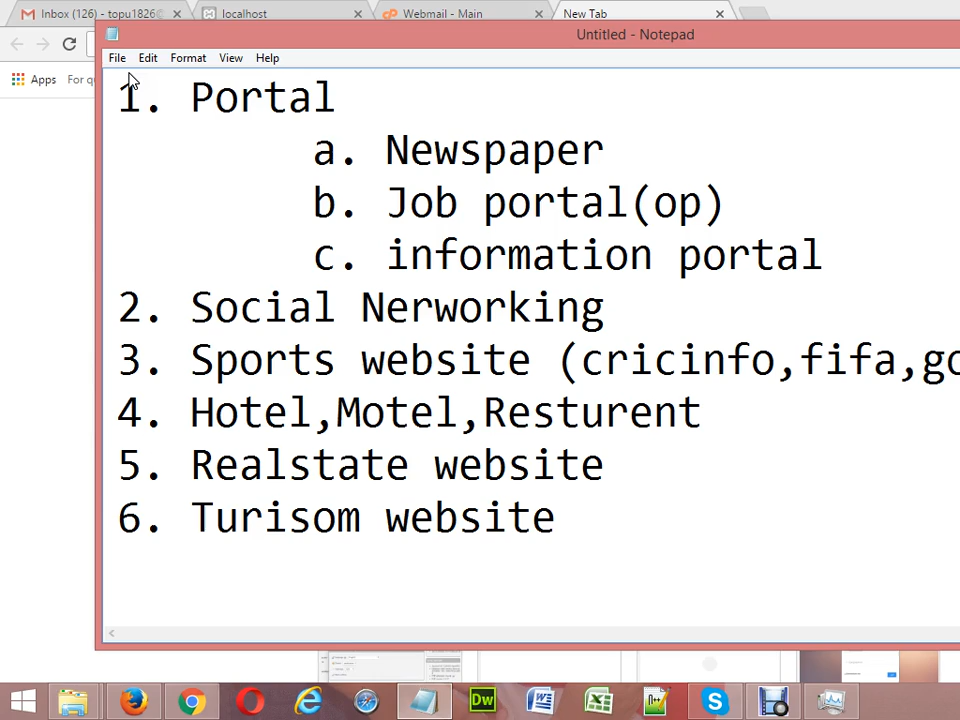 Inbox (126) - topu1826@
localhost
Webmail - Main
New Tab
Untitled - Notepad
File Edit Format View Help
Apps
1. Portal
a. Newspaper
b. Job portal(op)
c. information portal
2. Social Nerworking
3. Sports website (cricinfo,fifa,go
4. Hotel,Motel,Resturent
5. Realstate website
6. Turisom website